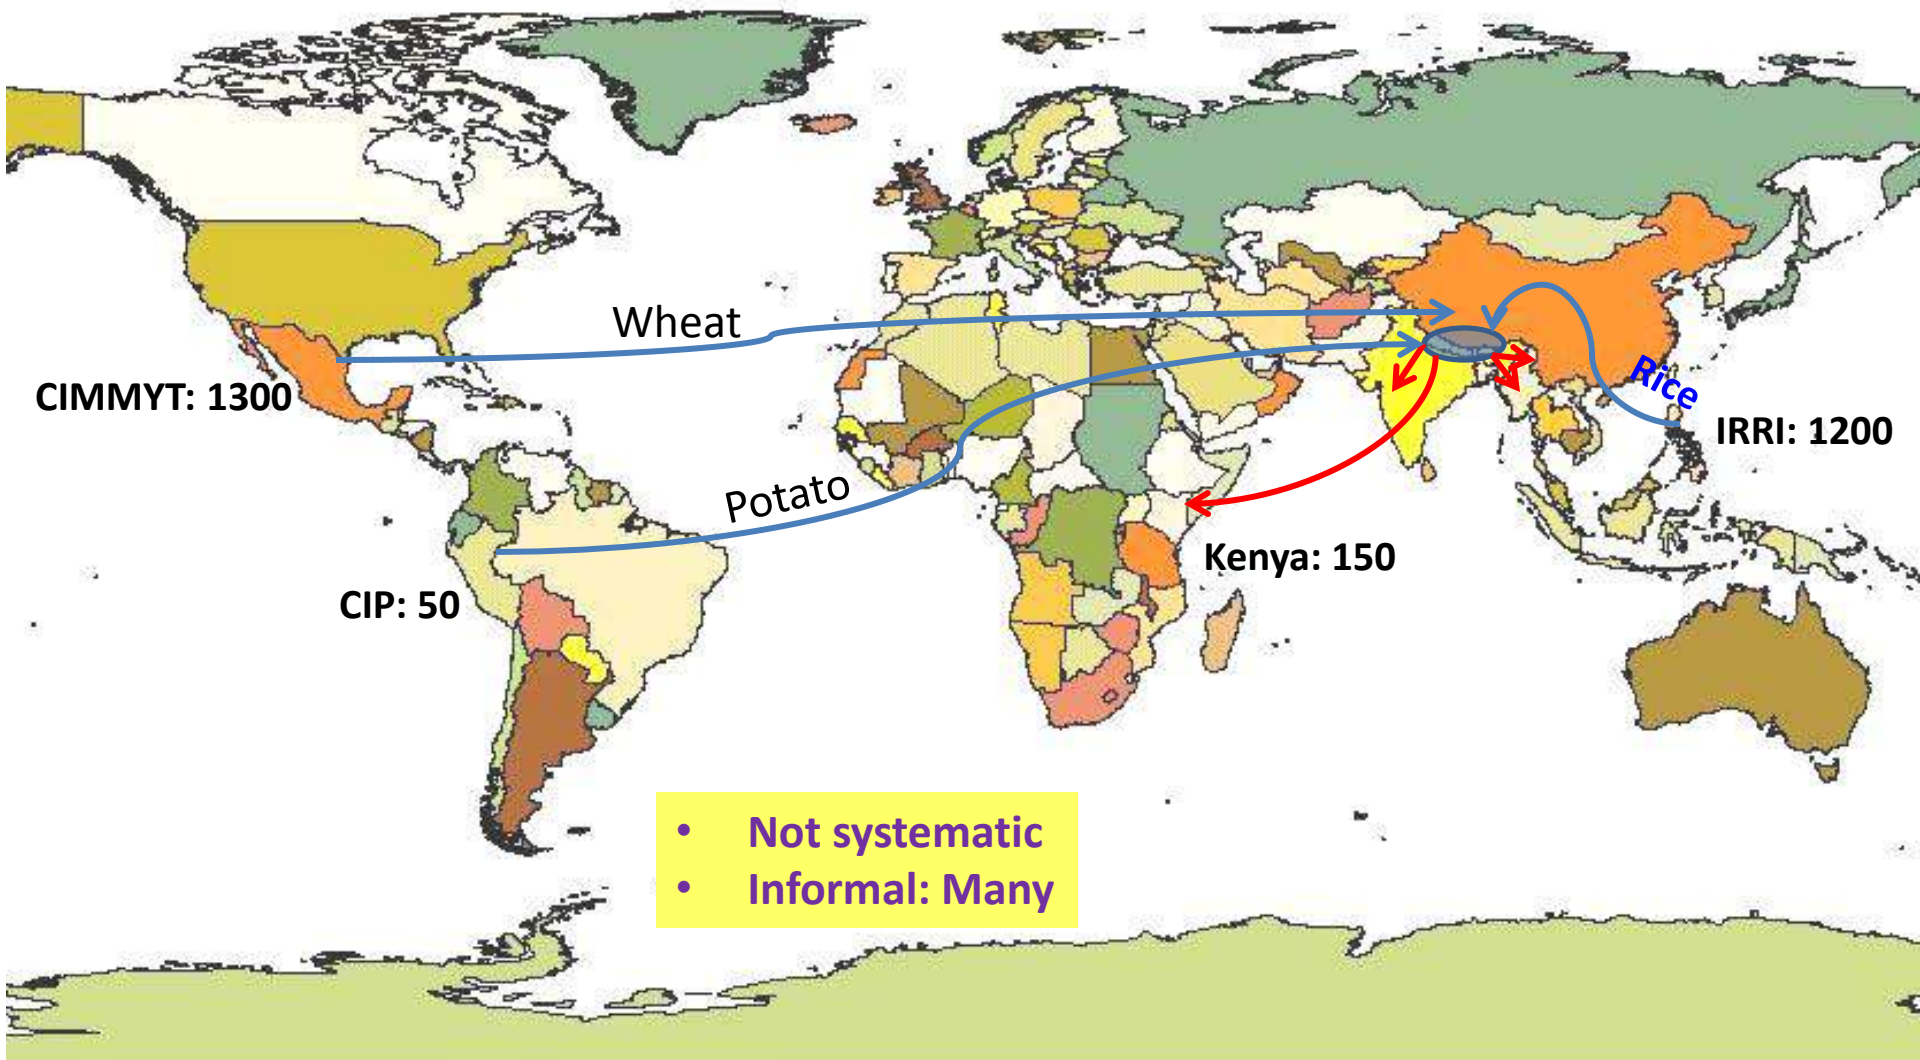 Wheat
CIMMYT: 1300
Rice
IRRI: 1200
Potato
Kenya: 150
CIP: 50
• Not systematic
• Informal: Many